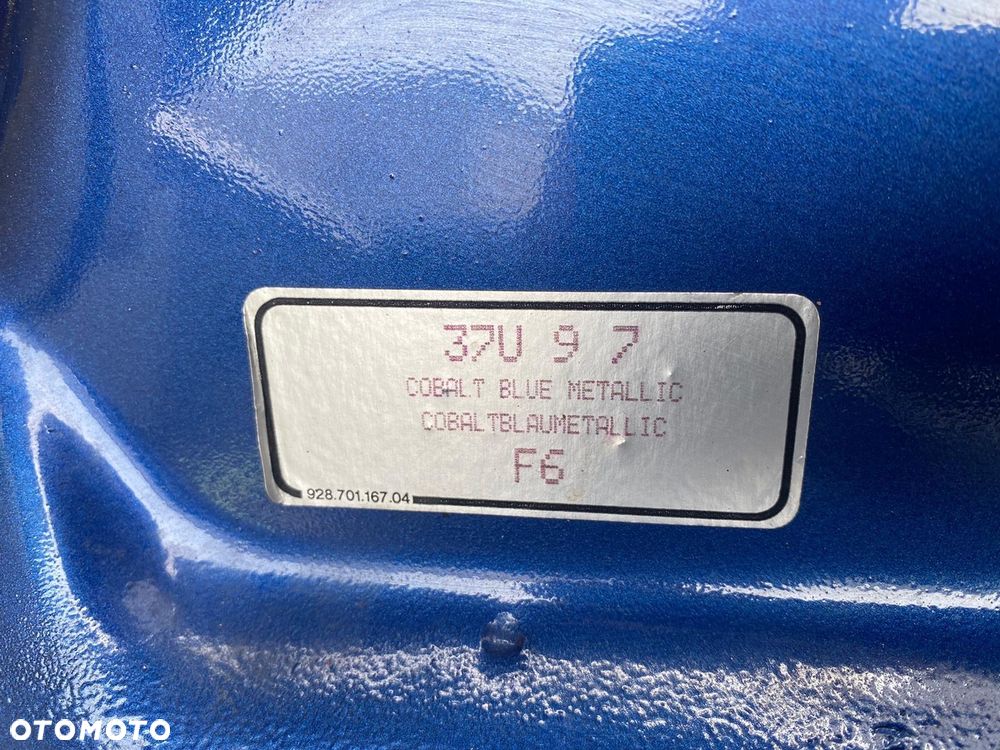 37U 9 7
COBALT BLUE METALLIC
COBALTBLAUMETALLIC
F6
928.701.167.04
OTOMOTO